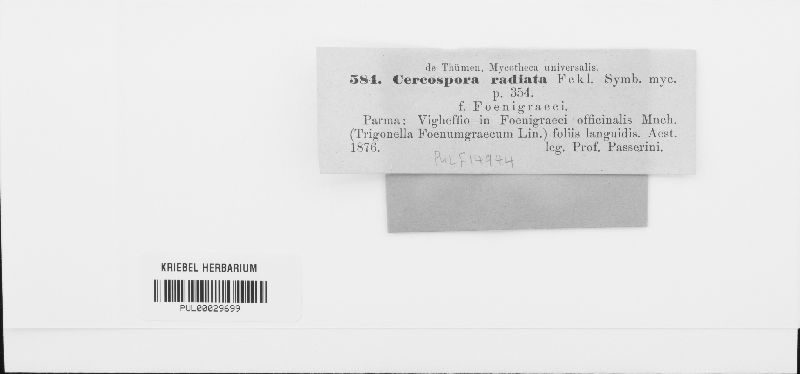 de Thümen, Mycotheca universalis.
584. Cercospora radiata Fckl. Symb. myc.
p. 354.
f. Foenigraeci.
Parma: Vigheffio in Foenigraeci officinalis Mnch.
(Trigonella Foenumgraecum Lin.) foliis languidis. Aest.
1876. leg. Prof. Passerini.
PUL F17974
KRIEBEL HERBARIUM
PUL00029699